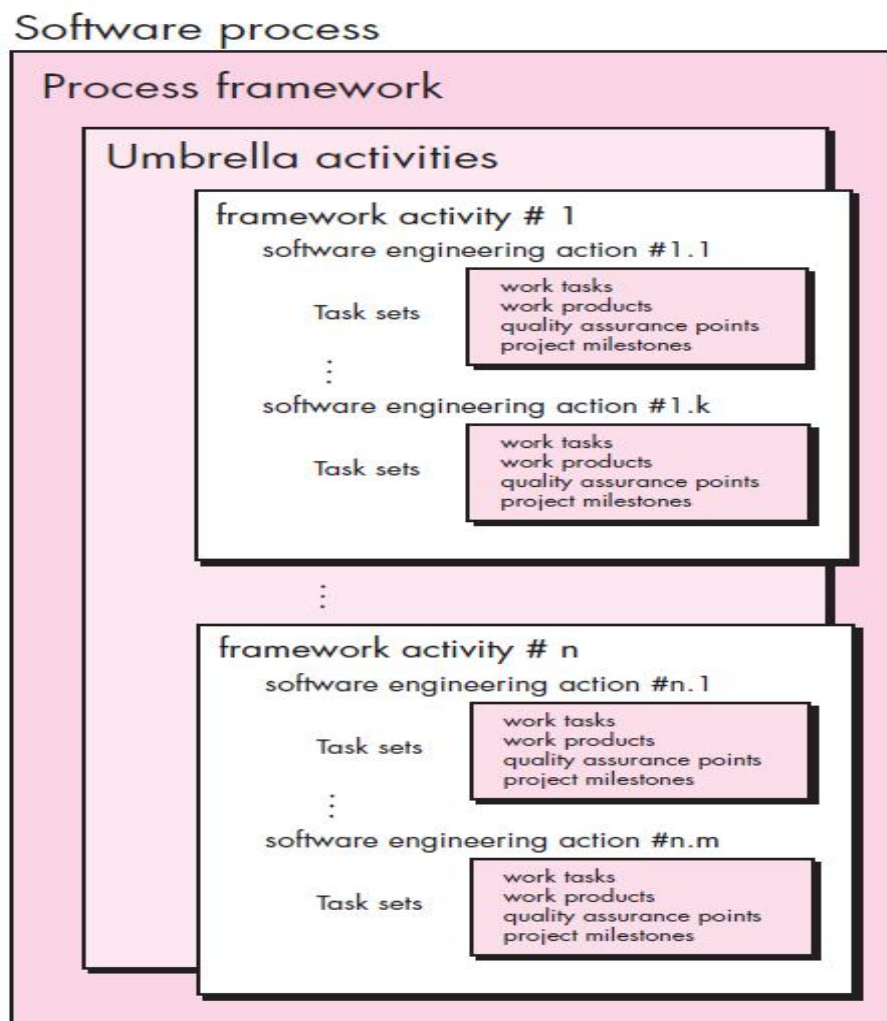 Software process
Process framework
Umbrella activities
framework activity # 1
software engineering action #1.1
Task sets
work tasks
work products
quality assurance points
project milestones
software engineering action #1.k
Task sets
work tasks
work products
quality assurance points
project milestones
framework activity # n
software engineering action #n.1
Task sets
work tasks
work products
quality assurance points
project milestones
software engineering action #n.m
Task sets
work tasks
work products
quality assurance points
project milestones